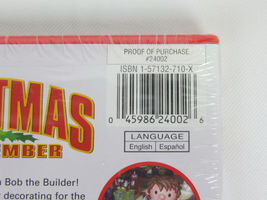 PROOF OF PURCHASE
#24002
ISBN 1-57132-710-X
0 45986 24002 6
LANGUAGE
English Español
TMAS
EMBER
Bob the Builder!
decorating for the